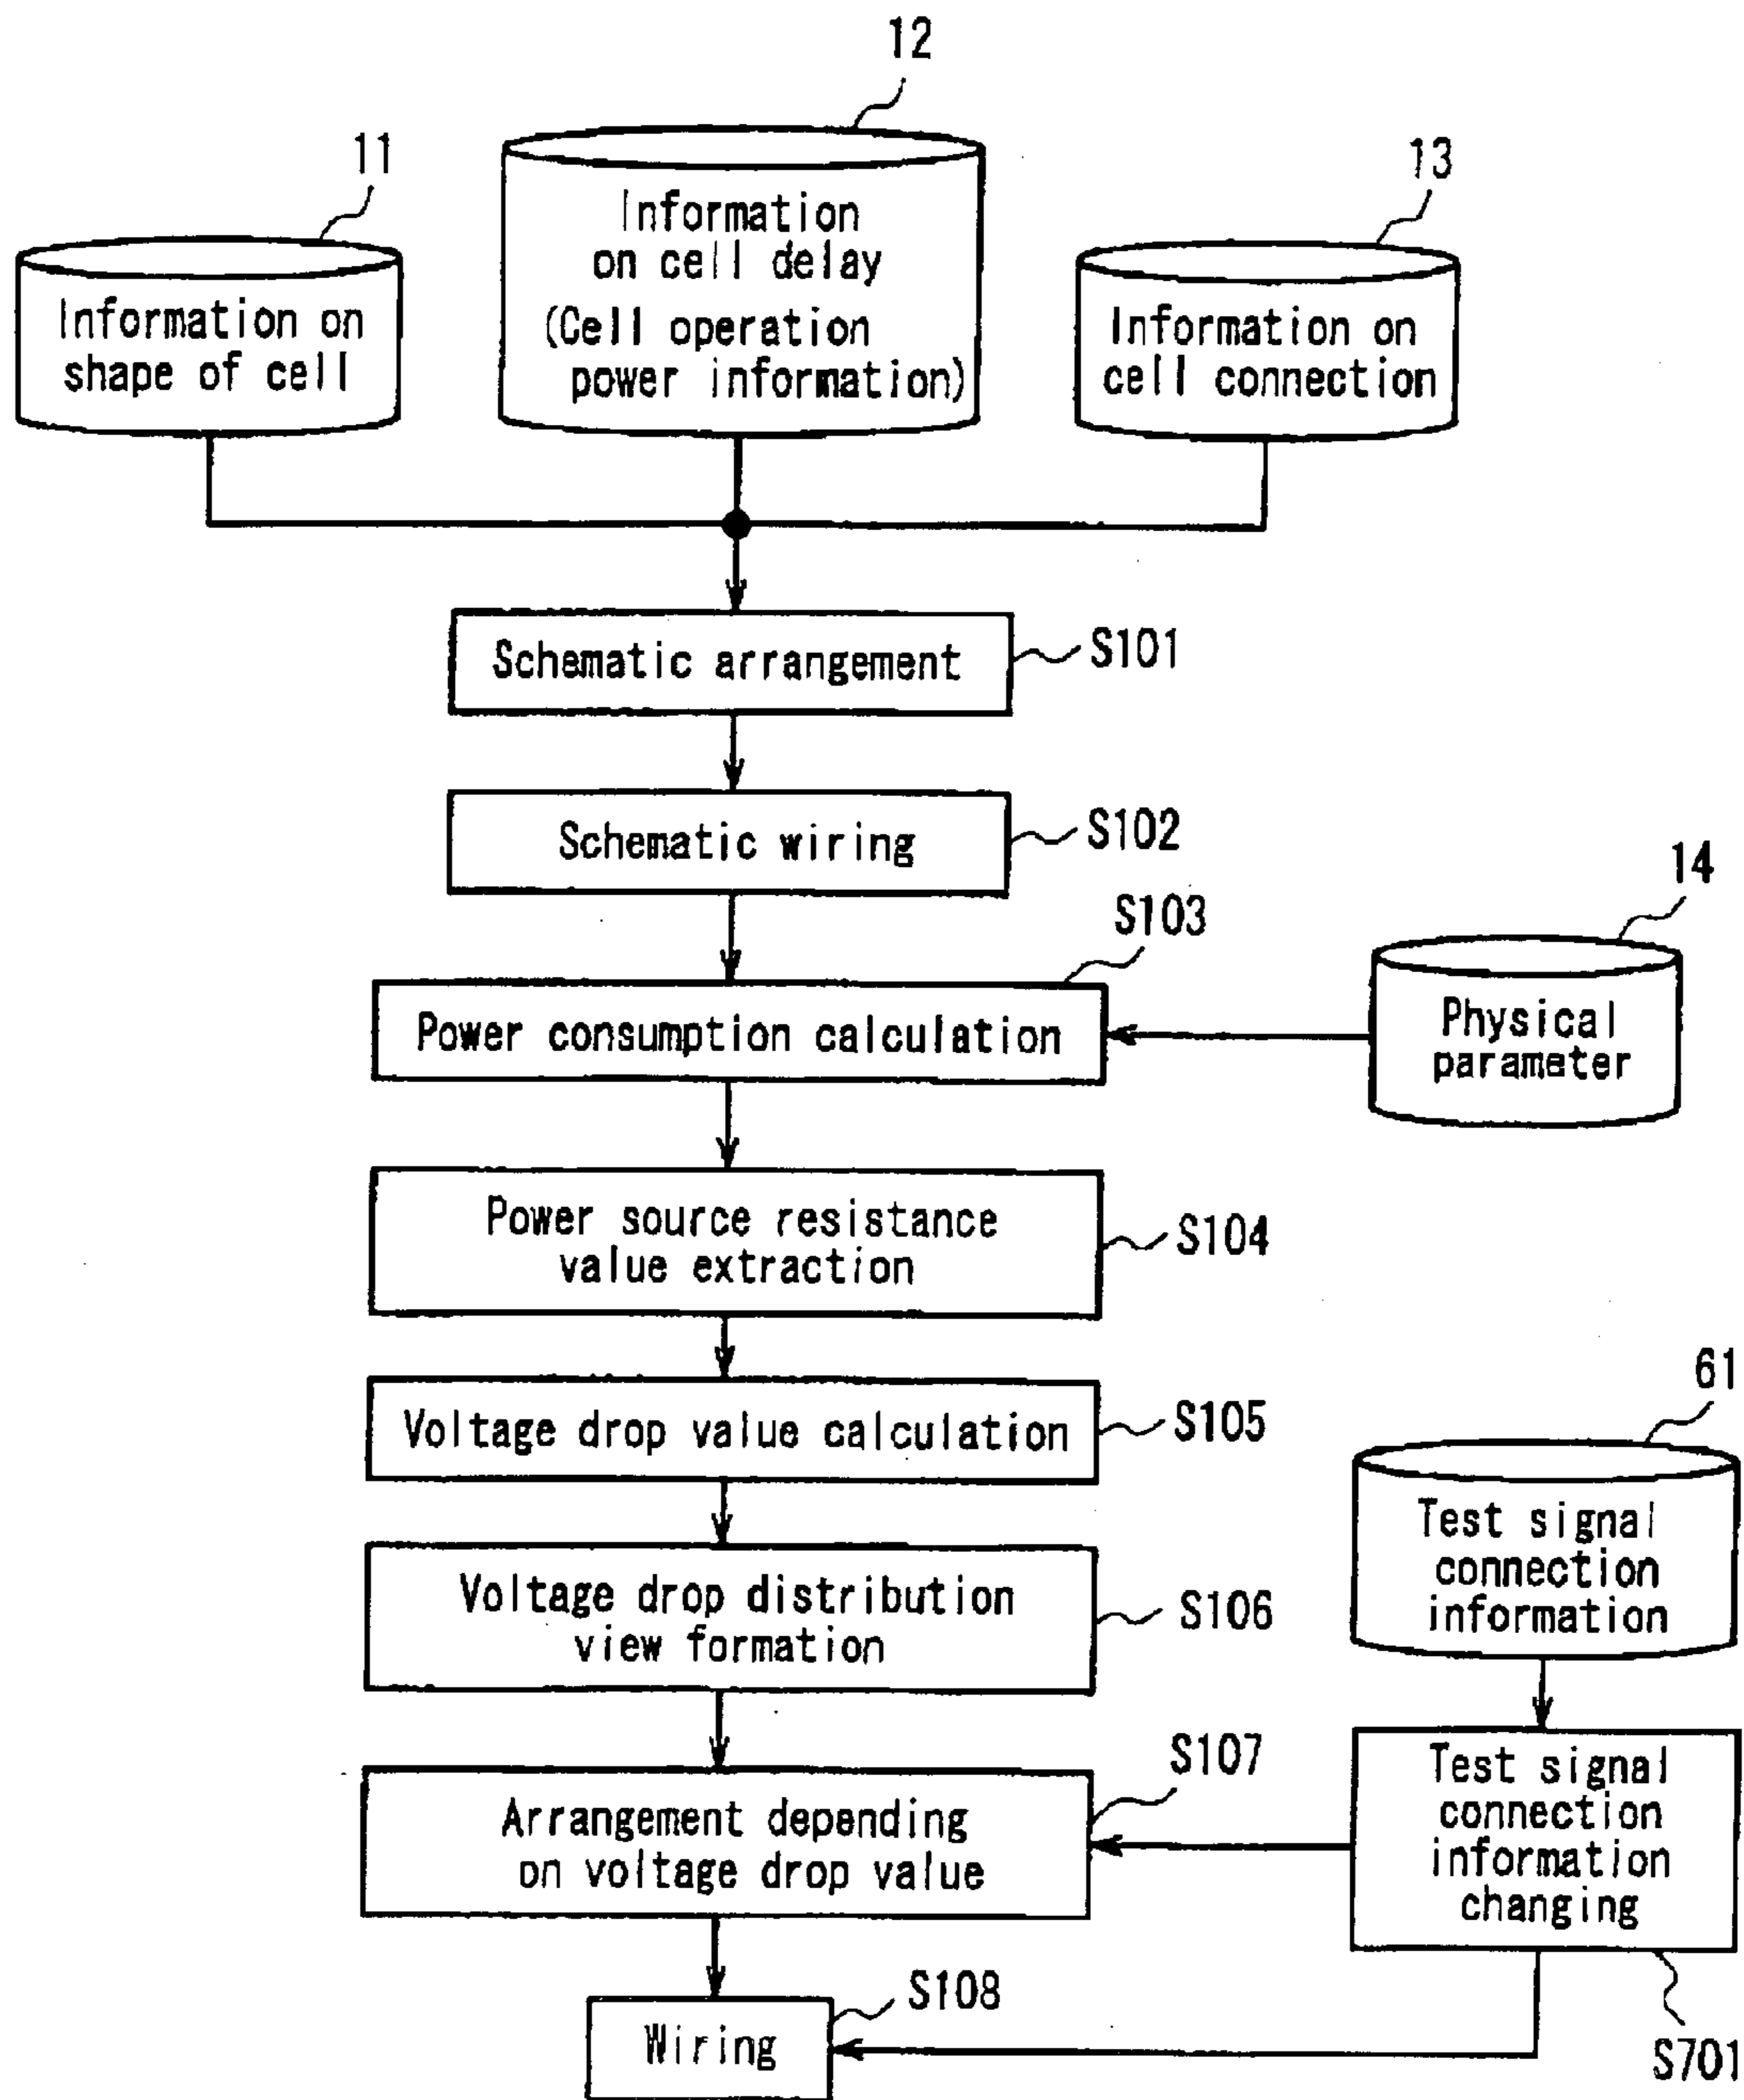 12
11
13
Information
on cell delay
(Cell operation
power information)
Information on
shape of cell
Information on
cell connection
Schematic arrangement
S101
Schematic wiring
S102
14
S103
Power consumption calculation
Physical
parameter
Power source resistance
value extraction
S104
61
Voltage drop value calculation
S105
Test signal
connection
information
Voltage drop distribution
view formation
S106
S107
Test signal
connection
information
changing
Arrangement depending
on voltage drop value
S108
Wiring
S701